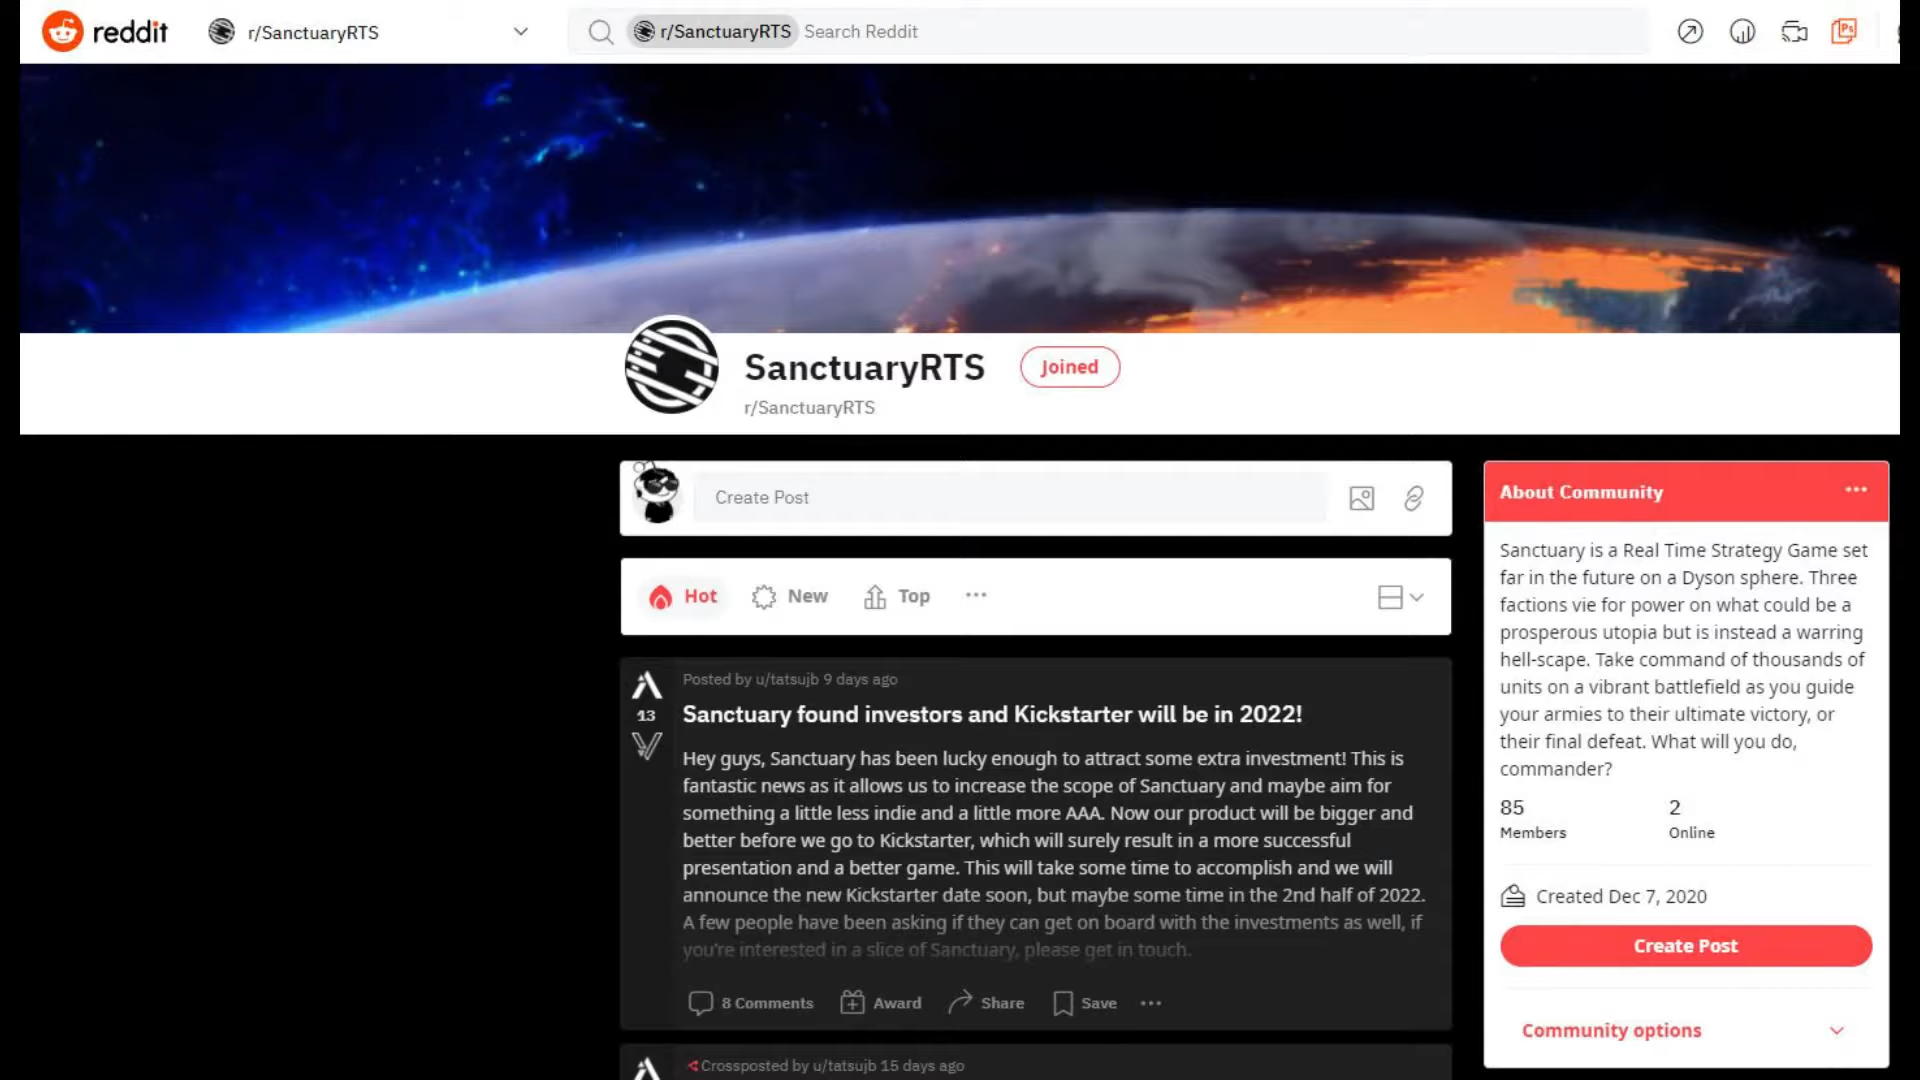 reddit
r/SanctuaryRTS
r/SanctuaryRTS
Search Reddit
Ps
SanctuaryRTS
Joined
r/SanctuaryRTS
Create Post
Hot
New
Top
Posted by u/tatsujb 9 days ago
13
Sanctuary found investors and Kickstarter will be in 2022!
Hey guys, Sanctuary has been lucky enough to attract some extra investment! This is
fantastic news as it allows us to increase the scope of Sanctuary and maybe aim for
something a little less indie and a little more AAA. Now our product will be bigger and
better before we go to Kickstarter, which will surely result in a more successful
presentation and a better game. This will take some time to accomplish and we will
announce the new Kickstarter date soon, but maybe some time in the 2nd half of 2022.
A few people have been asking if they can get on board with the investments as well, if
you're interested in a slice of Sanctuary, please get in touch.
8 Comments
Award
Share
Save
Crossposted by u/tatsujb 15 days ago
About Community
Sanctuary is a Real Time Strategy Game set
far in the future on a Dyson sphere. Three
factions vie for power on what could be a
prosperous utopia but is instead a warring
hell-scape. Take command of thousands of
units on a vibrant battlefield as you guide
your armies to their ultimate victory, or
their final defeat. What will you do,
commander?
85
Members
2
Online
Created Dec 7, 2020
Create Post
Community options